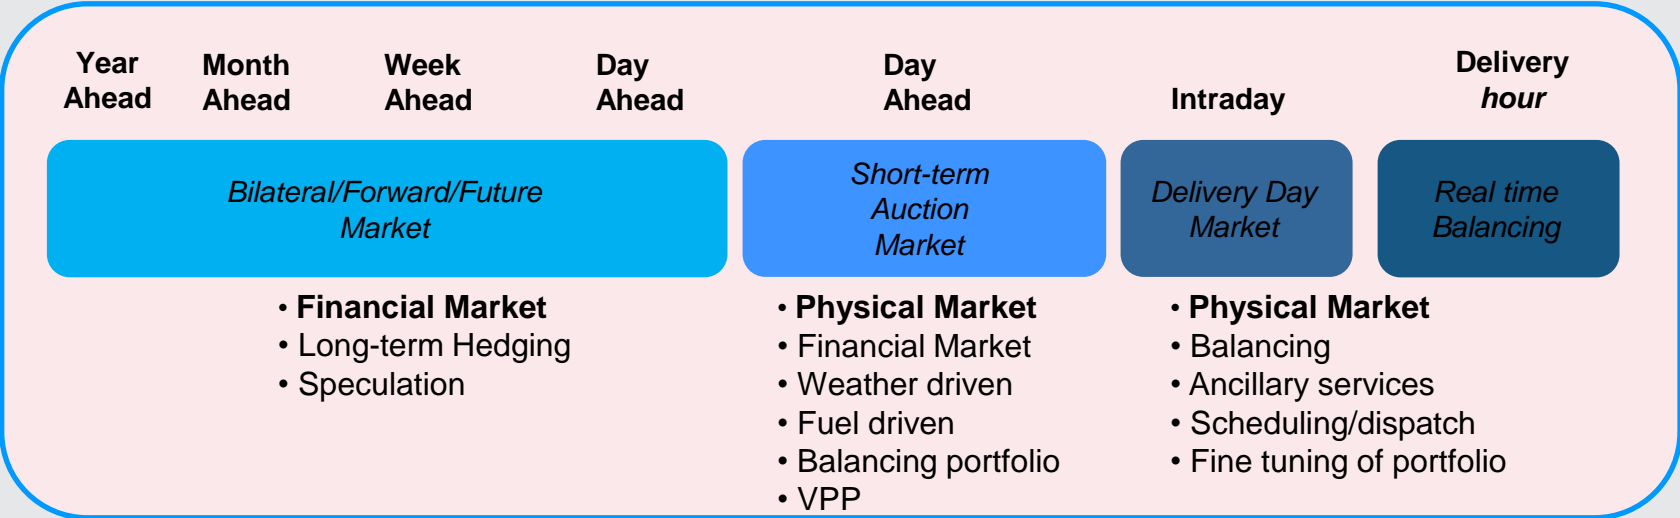 Year
Ahead
Month
Ahead
Week
Ahead
Day
Ahead
Day
Ahead
Intraday
Delivery
hour
Bilateral/Forward/Future
Market
Short-term
Auction
Market
Delivery Day
Market
Real time
Balancing
• Financial Market
• Long-term Hedging
• Speculation
• Physical Market
• Financial Market
• Weather driven
• Fuel driven
• Balancing portfolio
• VPP
• Physical Market
• Balancing
• Ancillary services
• Scheduling/dispatch
• Fine tuning of portfolio